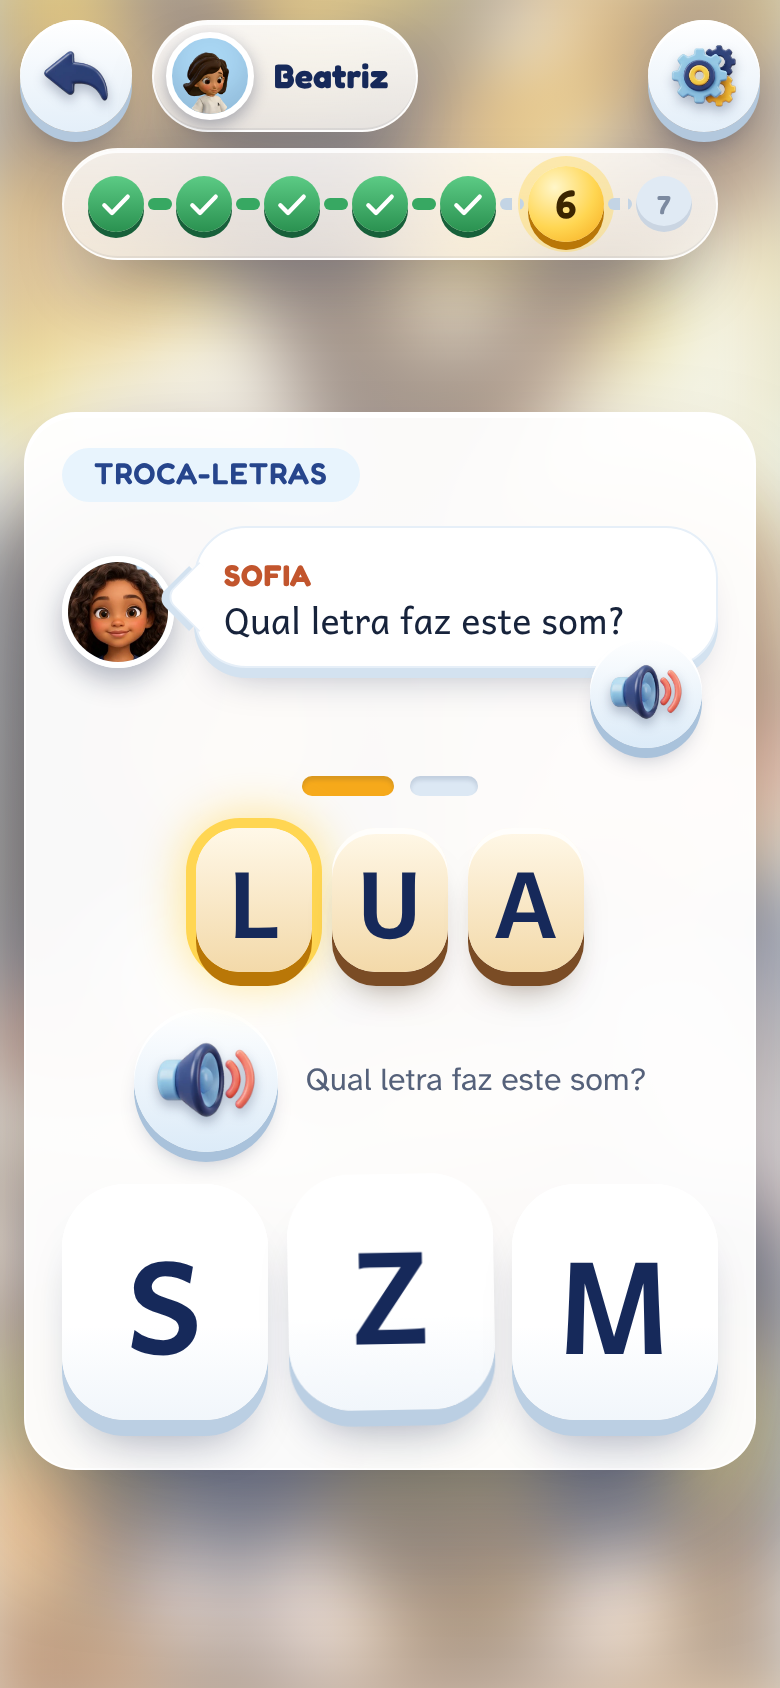 Beatriz
6
7
TROCA-LETRAS
SOFIA
Qual letra faz este som?
L U A
Qual letra faz este som?
S Z M